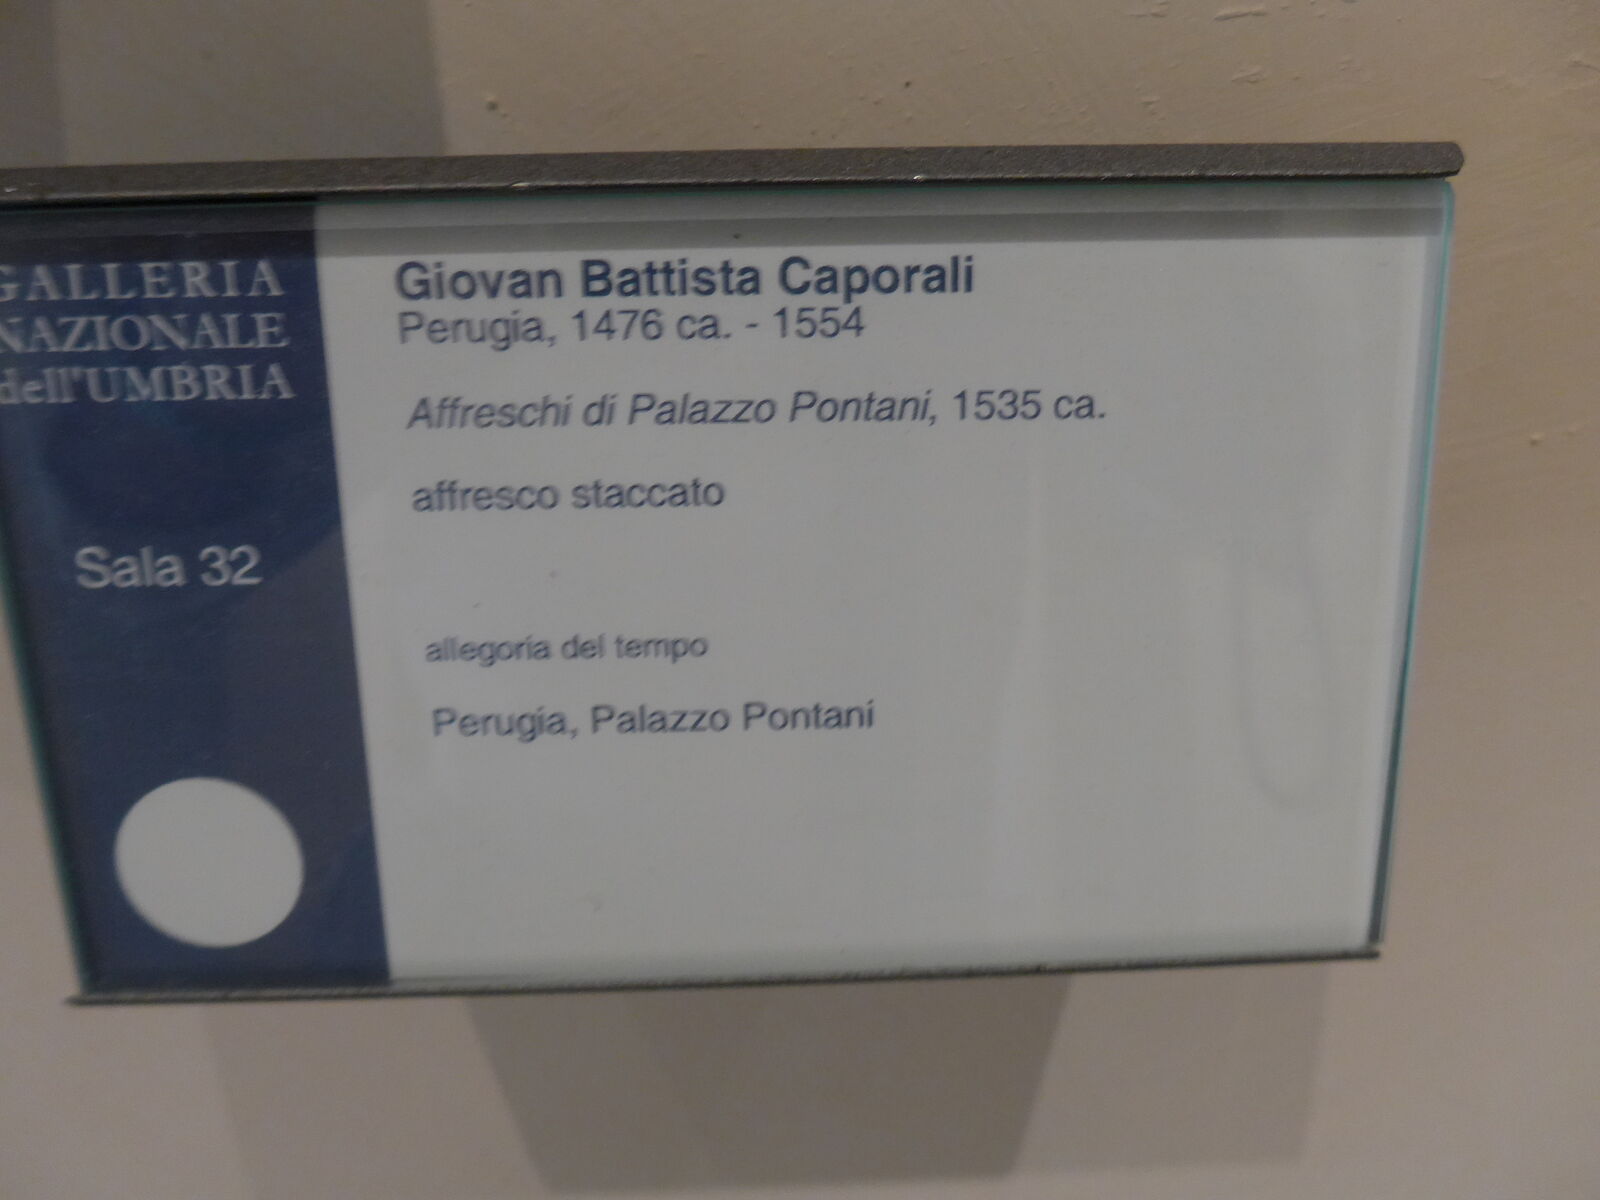 GALLERIA
NAZIONALE
dell'UMBRIA
Sala 32
Giovan Battista Caporali
Perugia, 1476 ca. - 1554
Affreschi di Palazzo Pontani, 1535 ca.
affresco staccato
allegoria del tempo
Perugia, Palazzo Pontani